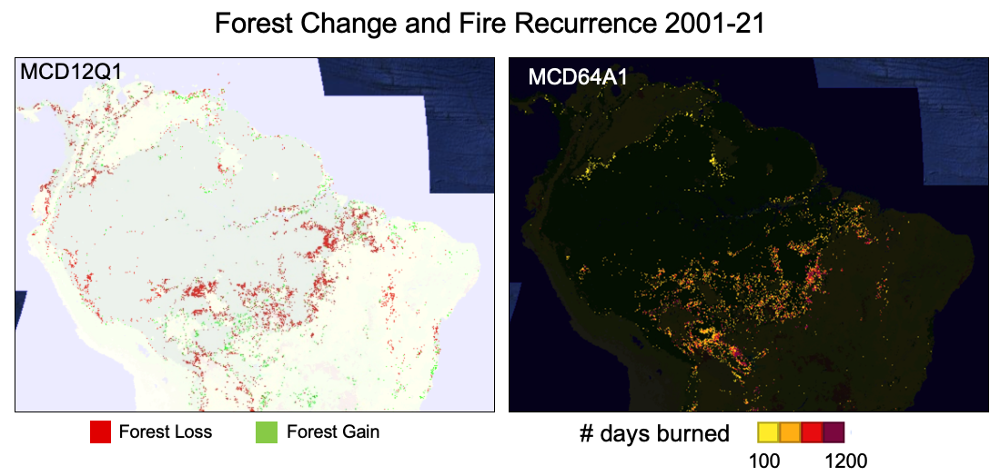 Forest Change and Fire Recurrence 2001-21
MCD12Q1
MCD64A1
Forest Loss
Forest Gain
# days burned
100
1200